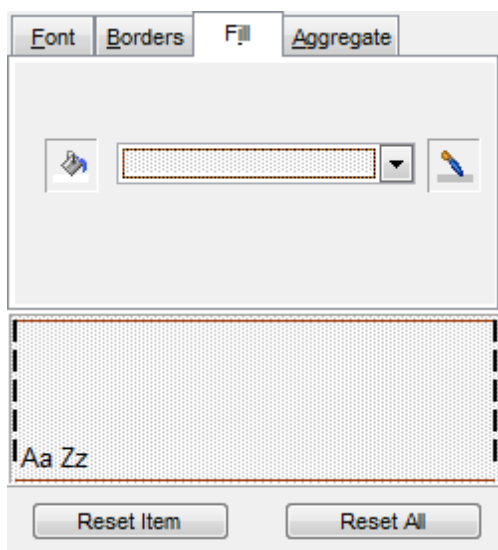 Font Borders Fill Aggregate
Aa Zz
Reset Item Reset All